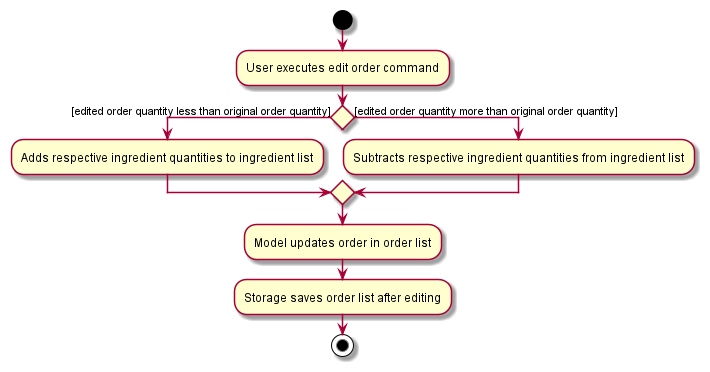 User executes edit order command
[edited order quantity less than original order quantity]
[edited order quantity more than original order quantity]
Adds respective ingredient quantities to ingredient list
Subtracts respective ingredient quantities from ingredient list
Model updates order in order list
Storage saves order list after editing